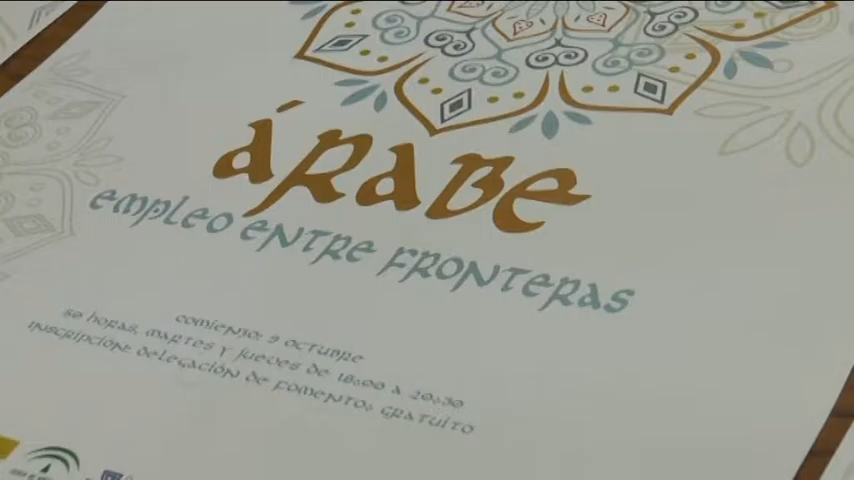 ÁRABE
EMPLEO ENTRE FRONTERAS
COMIENZO: 9 OCTUBRE
50 HORAS, MARTES Y JUEVES DE 18:00 A 20:30
INSCRIPCIÓN: DELEGACIÓN DE FOMENTO: GRATUITO